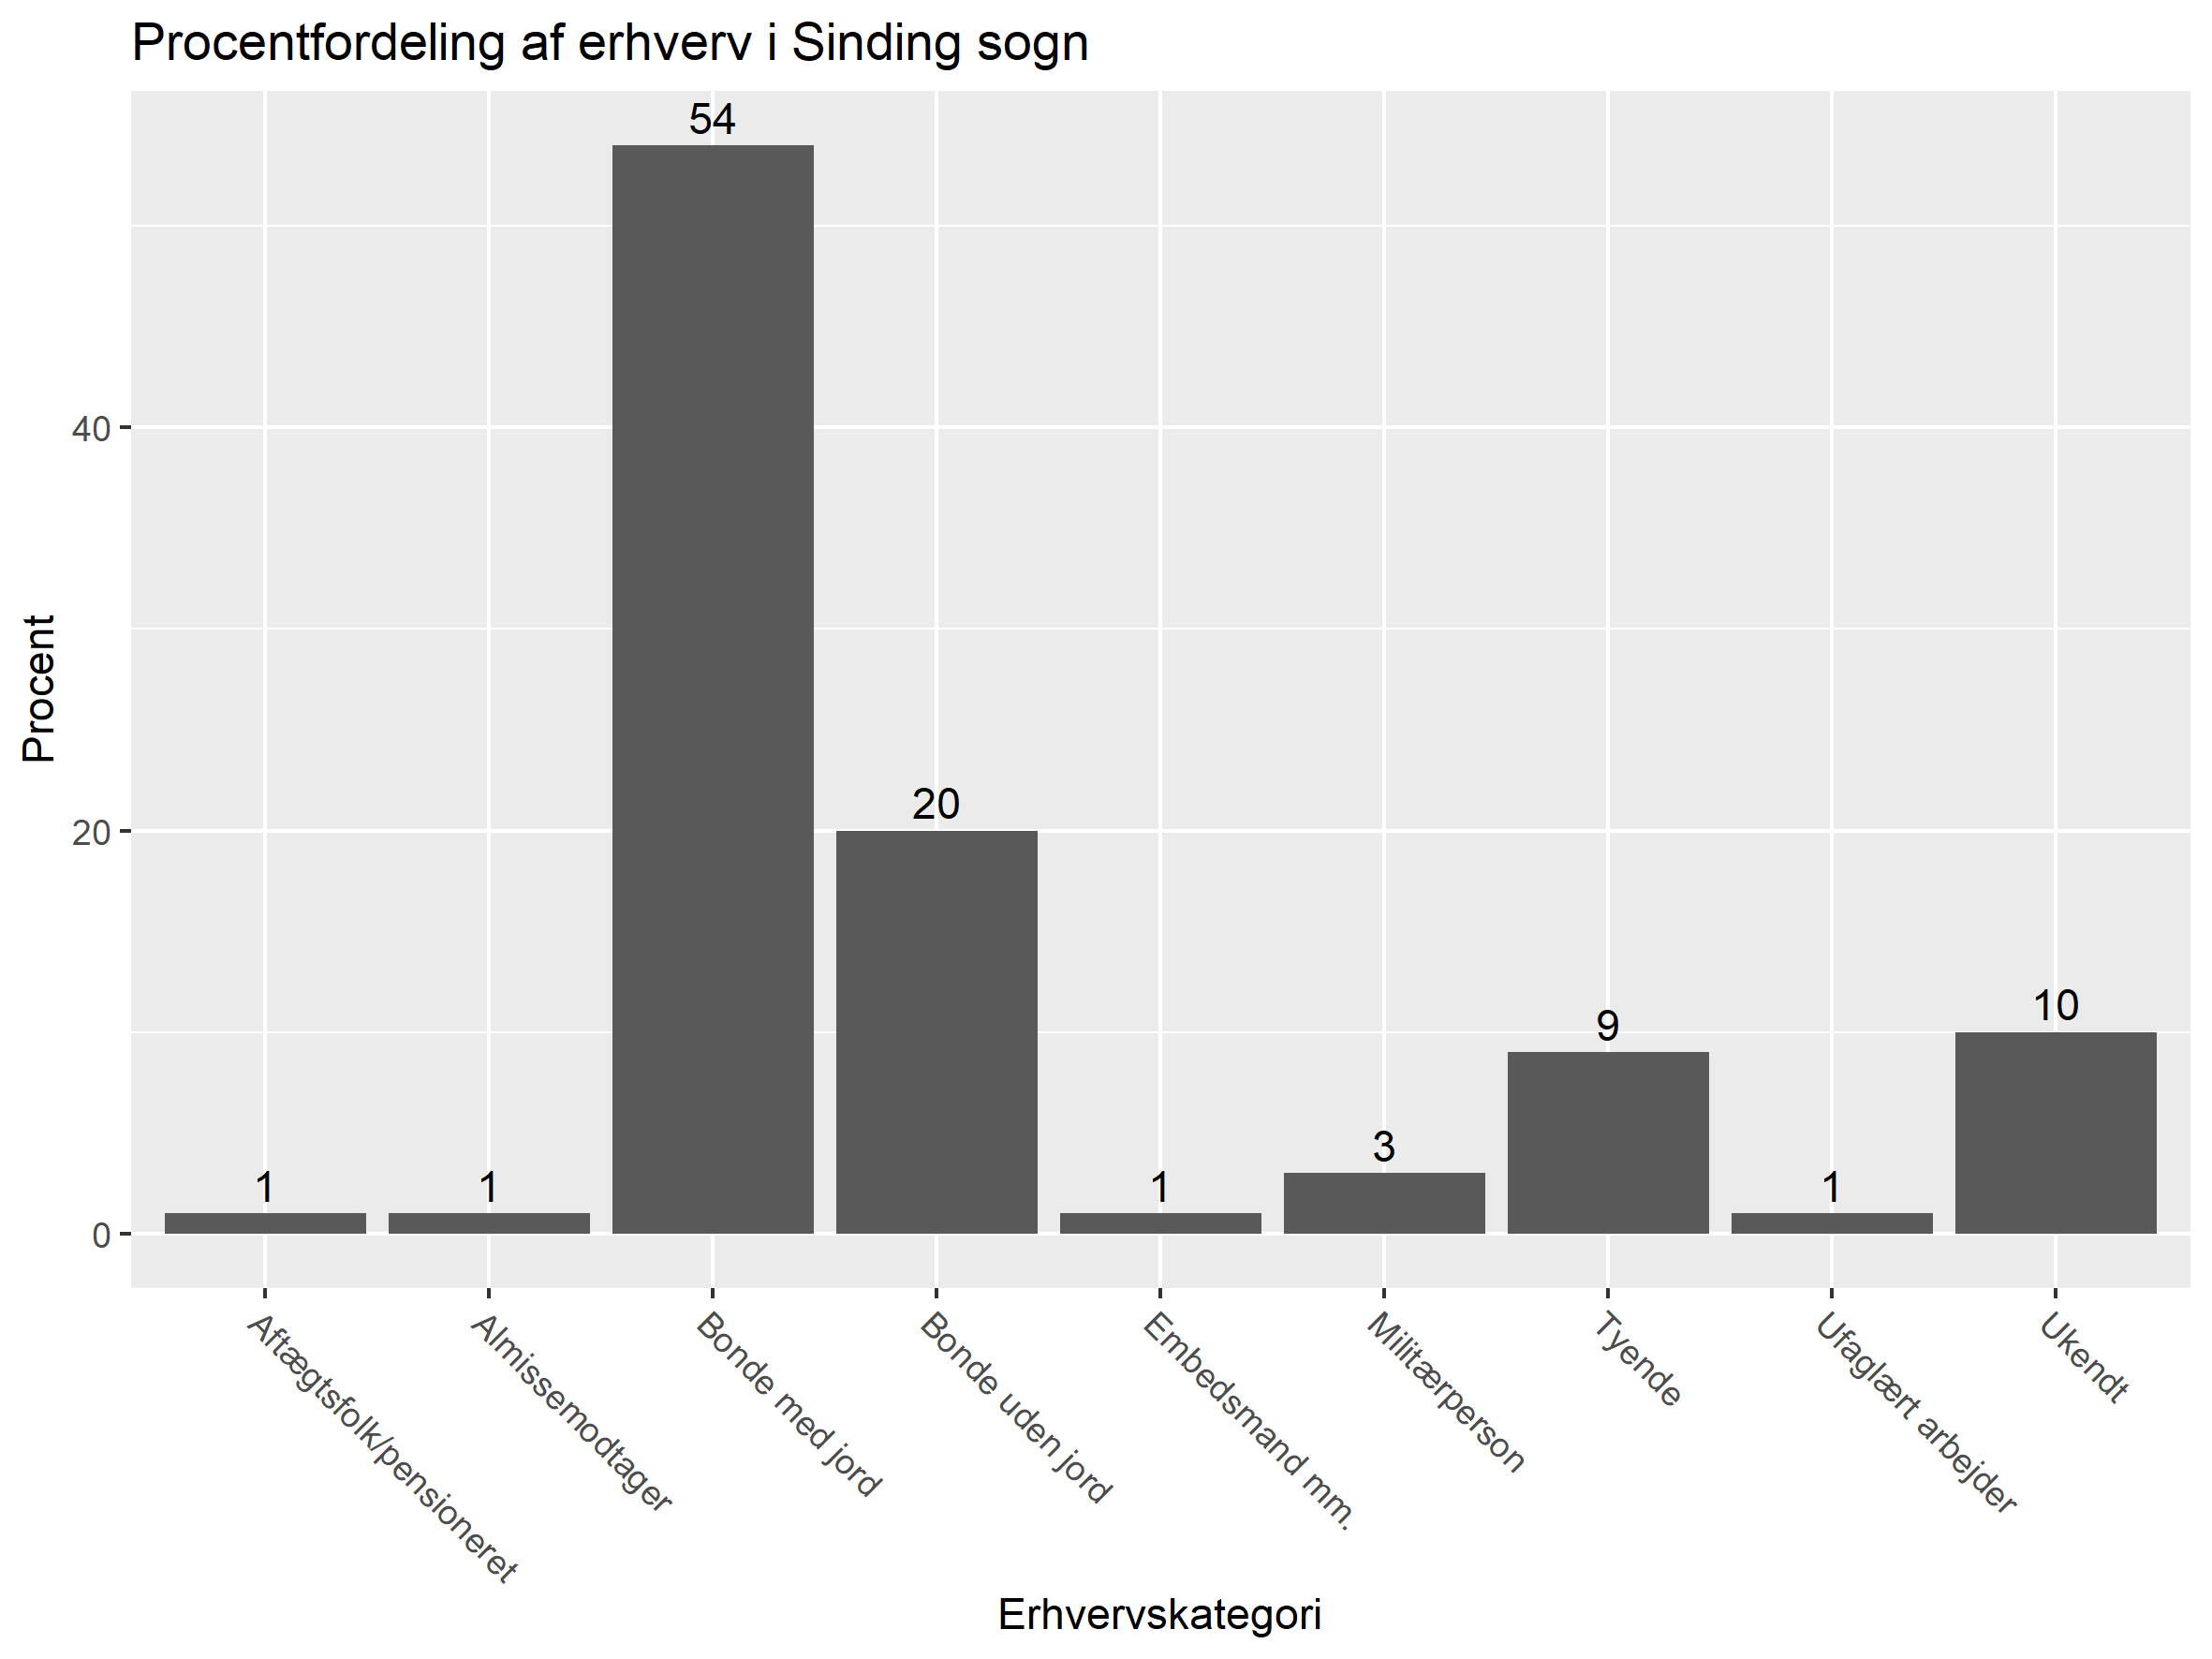 Procentfordeling af erhverv i Sinding sogn
54
20
10
9
3
1
1
1
1
40
20
0
Procent
Aftægtsfolk/pensioneret
Almissemodtager
Bonde med jord
Bonde uden jord
Embedsmand mm.
Militærperson
Tyende
Ufaglært arbejder
Ukendt
Erhvervskategori